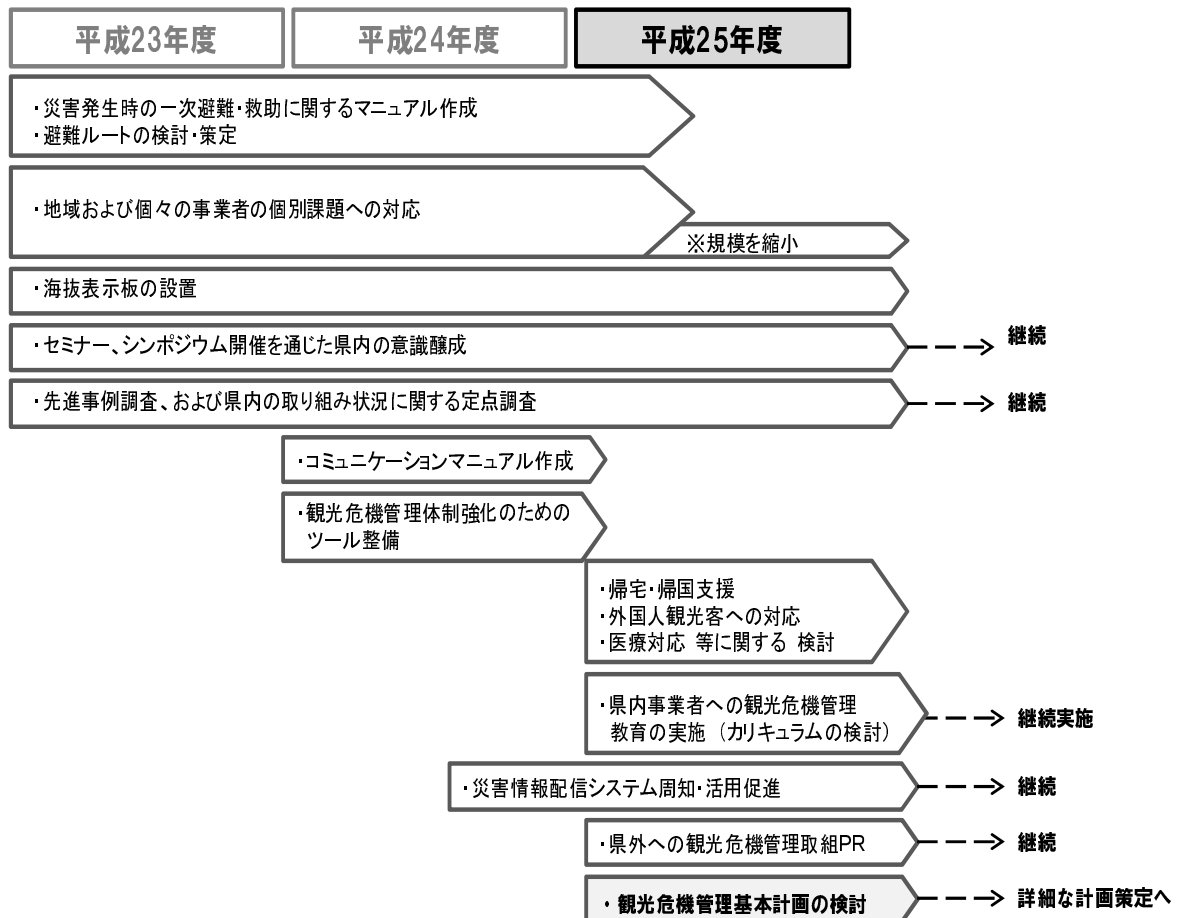 平成23年度 平成24年度 平成25年度
・災害発生時の一次避難・救助に関するマニュアル作成
・避難ルートの検討・策定
・地域および個々の事業者の個別課題への対応
※規模を縮小
・海抜表示板の設置
・セミナー、シンポジウム開催を通じた県内の意識醸成
継続
・先進事例調査、および県内の取り組み状況に関する定点調査
継続
・コミュニケーションマニュアル作成
・観光危機管理体制強化のための
ツール整備
・帰宅・帰国支援
・外国人観光客への対応
・医療対応 等に関する 検討
・県内事業者への観光危機管理
教育の実施（カリキュラムの検討）
継続実施
・災害情報配信システム周知・活用促進
継続
・県外への観光危機管理取組PR
継続
・観光危機管理基本計画の検討
詳細な計画策定へ